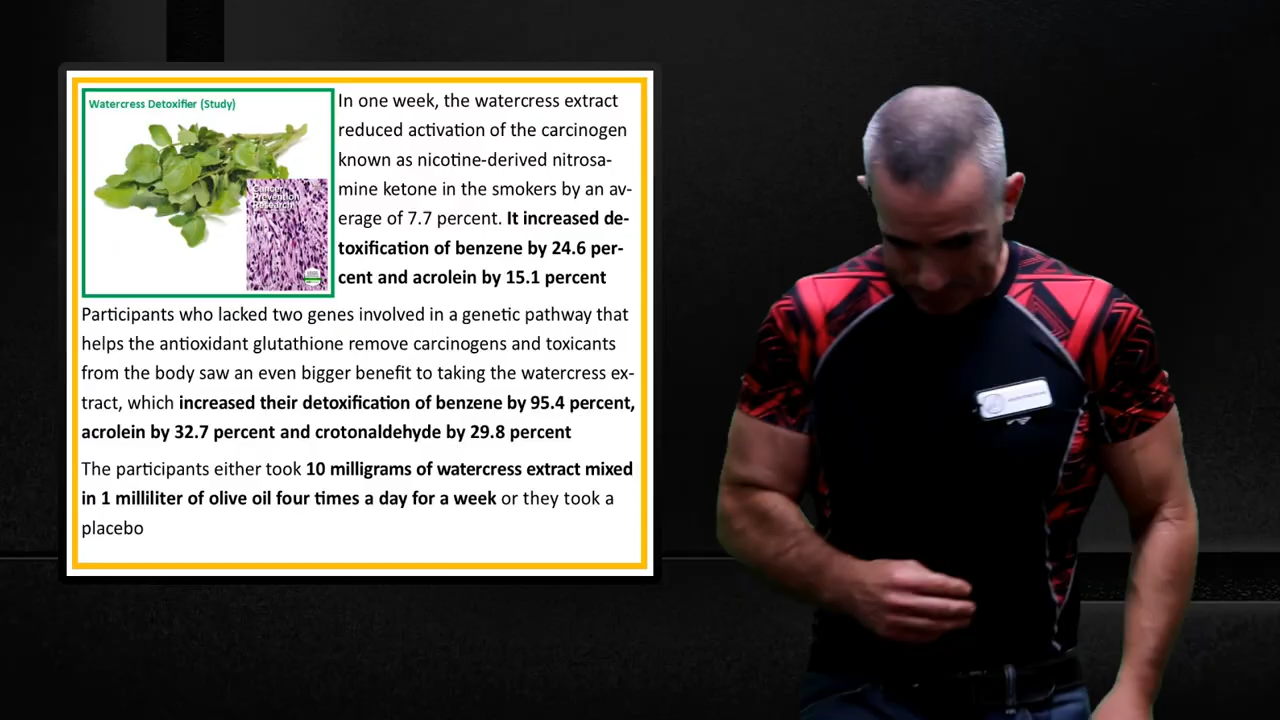 Watercress Detoxifier (Study)
Cancer
Prevention
Research
In one week, the watercress extract
reduced activation of the carcinogen
known as nicotine-derived nitrosa-
mine ketone in the smokers by an av-
erage of 7.7 percent. It increased de-
toxification of benzene by 24.6 per-
cent and acrolein by 15.1 percent
Participants who lacked two genes involved in a genetic pathway that
helps the antioxidant glutathione remove carcinogens and toxicants
from the body saw an even bigger benefit to taking the watercress ex-
tract, which increased their detoxification of benzene by 95.4 percent,
acrolein by 32.7 percent and crotonaldehyde by 29.8 percent
The participants either took 10 milligrams of watercress extract mixed
in 1 milliliter of olive oil four times a day for a week or they took a
placebo